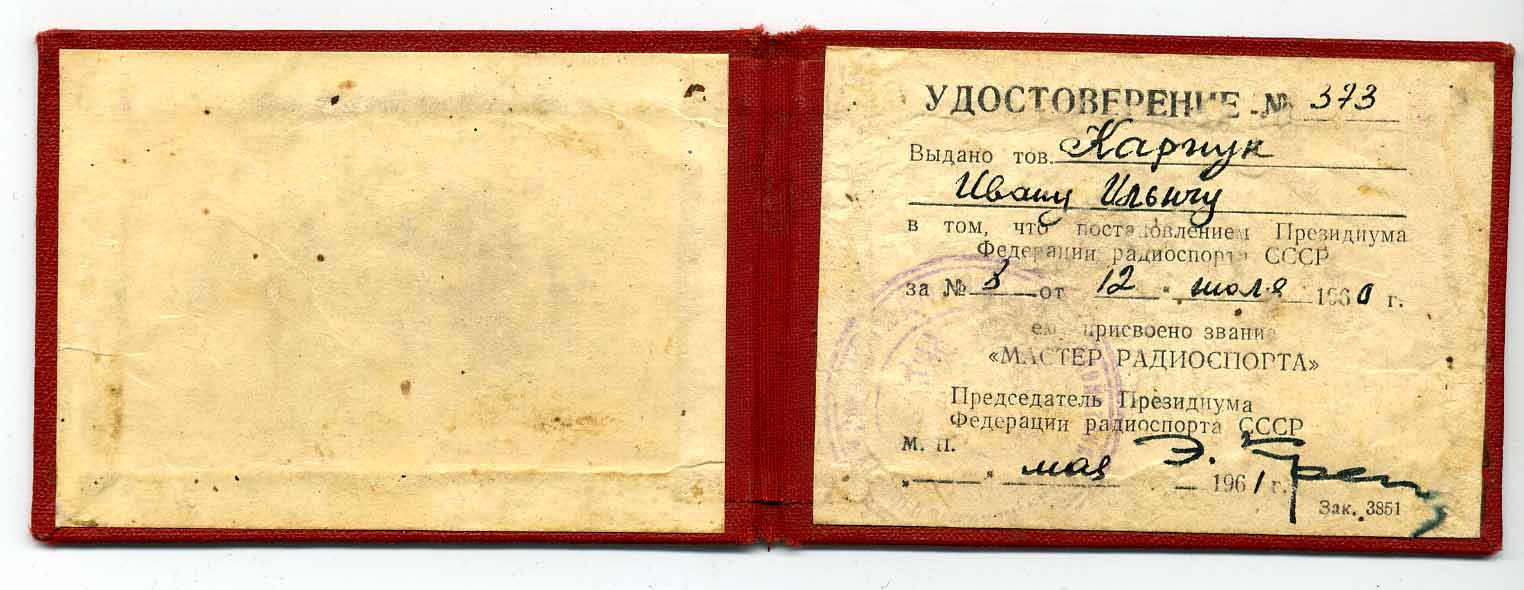 УДОСТОВЕРЕНИЕ № 373
Выдано тов. Карпук
Ивану Ильичу
в том, что постановлением Президиума
Федерации радиоспорта СССР
за № 8 от 12 " июля 1960 г.
ему присвоено звание
«МАСТЕР РАДИОСПОРТА»
Председатель Президиума
Федерации радиоспорта СССР
М. П.
" " мая 1961 г.
Зак. 3851